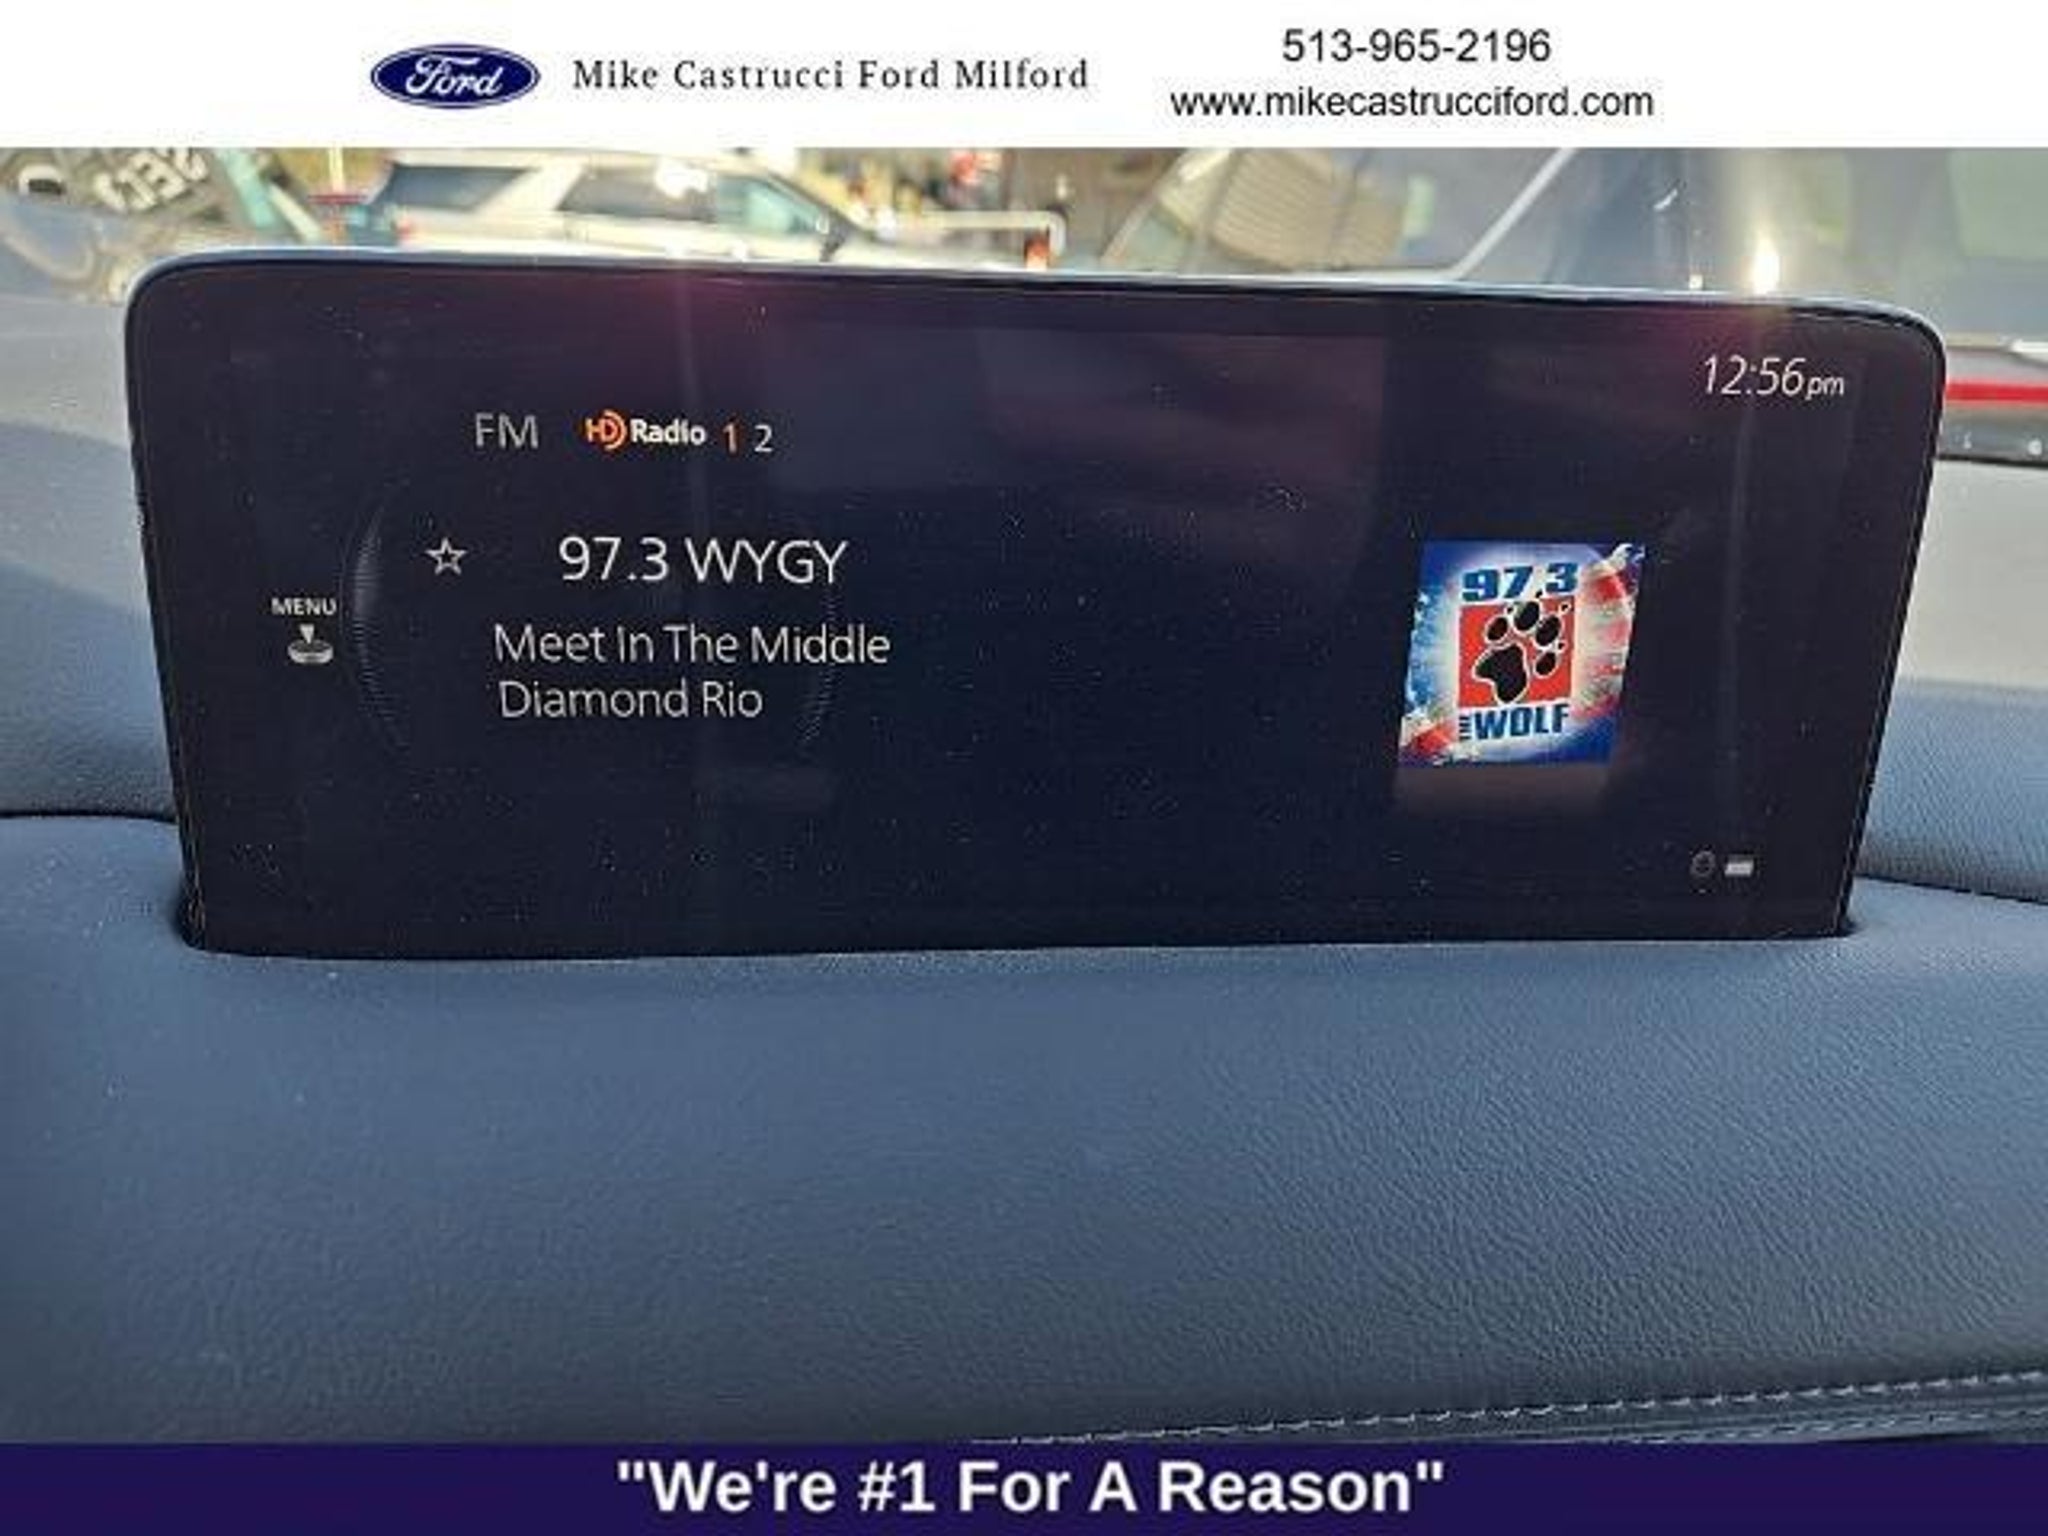 Ford
Mike Castrucci Ford Milford
513-965-2196
www.mikecastrucciford.com
12:56pm
FM HD Radio 1 2
97.3 WYGY
MENU
Meet In The Middle
Diamond Rio
97.3
THE WOLF
"We're #1 For A Reason"